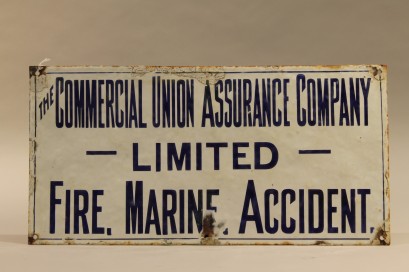 THE COMMERCIAL UNION ASSURANCE COMPANY
— LIMITED —
FIRE, MARINE, ACCIDENT.